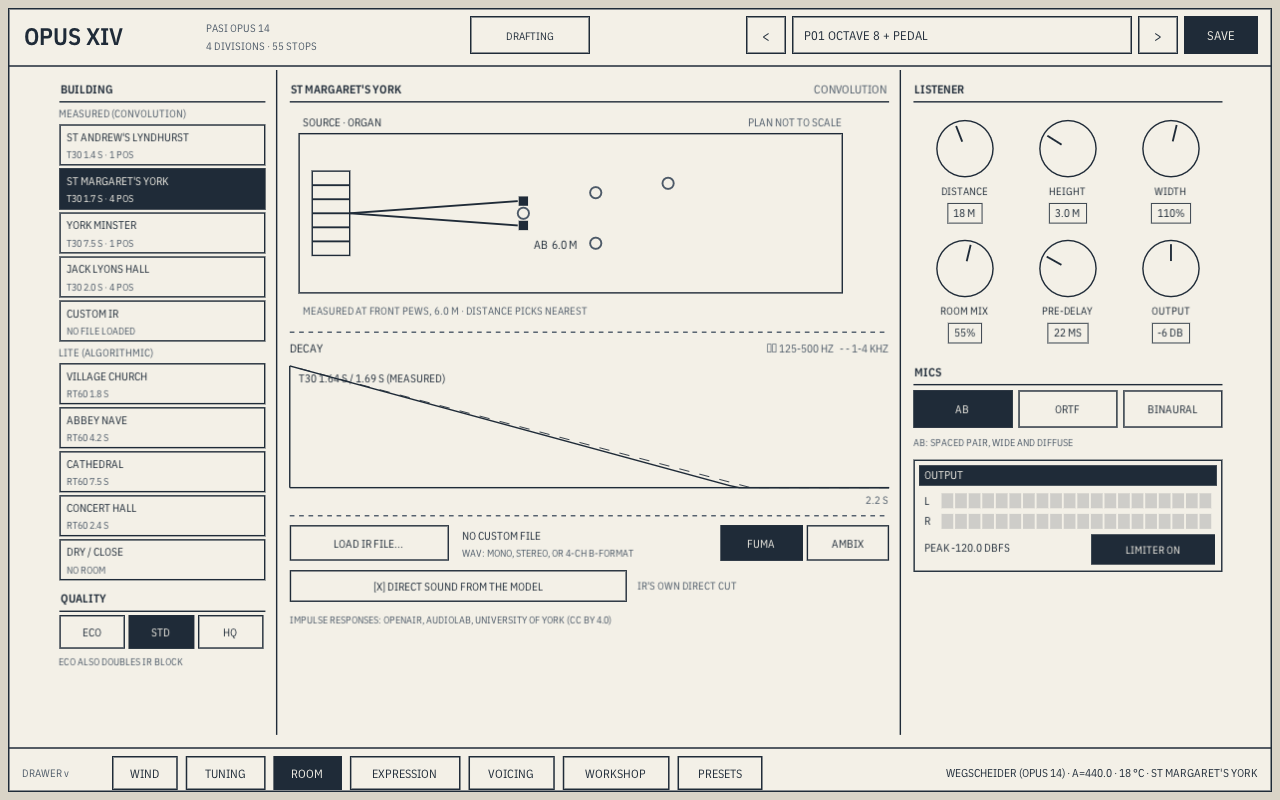 OPUS XIV
PASI OPUS 14
4 DIVISIONS · 55 STOPS
DRAFTING
<
P01 OCTAVE 8 + PEDAL
>
SAVE
BUILDING
MEASURED (CONVOLUTION)
ST ANDREW'S LYNDHURST
T30 1.4 S · 1 POS
ST MARGARET'S YORK
T30 1.7 S · 4 POS
YORK MINSTER
T30 7.5 S · 1 POS
JACK LYONS HALL
T30 2.0 S · 4 POS
CUSTOM IR
NO FILE LOADED
LITE (ALGORITHMIC)
VILLAGE CHURCH
RT60 1.8 S
ABBEY NAVE
RT60 4.2 S
CATHEDRAL
RT60 7.5 S
CONCERT HALL
RT60 2.4 S
DRY / CLOSE
NO ROOM
QUALITY
ECO
STD
HQ
ECO ALSO DOUBLES IR BLOCK
ST MARGARET'S YORK
CONVOLUTION
SOURCE · ORGAN
PLAN NOT TO SCALE
AB 6.0 M
MEASURED AT FRONT PEWS, 6.0 M · DISTANCE PICKS NEAREST
DECAY
125-500 HZ - - 1-4 KHZ
T30 1.64 S / 1.69 S (MEASURED)
2.2 S
LOAD IR FILE...
NO CUSTOM FILE
WAV: MONO, STEREO, OR 4-CH B-FORMAT
FUMA
AMBIX
[X] DIRECT SOUND FROM THE MODEL
IR'S OWN DIRECT CUT
IMPULSE RESPONSES: OPENAIR, AUDIOLAB, UNIVERSITY OF YORK (CC BY 4.0)
LISTENER
DISTANCE
HEIGHT
WIDTH
18 M
3.0 M
110%
ROOM MIX
PRE-DELAY
OUTPUT
55%
22 MS
-6 DB
MICS
AB
ORTF
BINAURAL
AB: SPACED PAIR, WIDE AND DIFFUSE
OUTPUT
L
R
PEAK -120.0 DBFS
LIMITER ON
DRAWER v
WIND
TUNING
ROOM
EXPRESSION
VOICING
WORKSHOP
PRESETS
WEGSCHEIDER (OPUS 14) · A=440.0 · 18 °C · ST MARGARET'S YORK